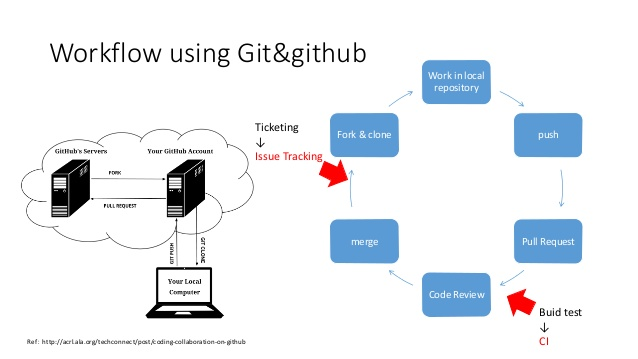 Workflow using Git&github
GitHub's Servers
Your GitHub Account
FORK
PULL REQUEST
GIT PUSH
GIT CLONE
Your Local
Computer
Ticketing
↓
Issue Tracking
Work in local
repository
push
Pull Request
Code Review
merge
Fork & clone
Buid test
↓
CI
Ref: http://acrl.ala.org/techconnect/post/coding-collaboration-on-github